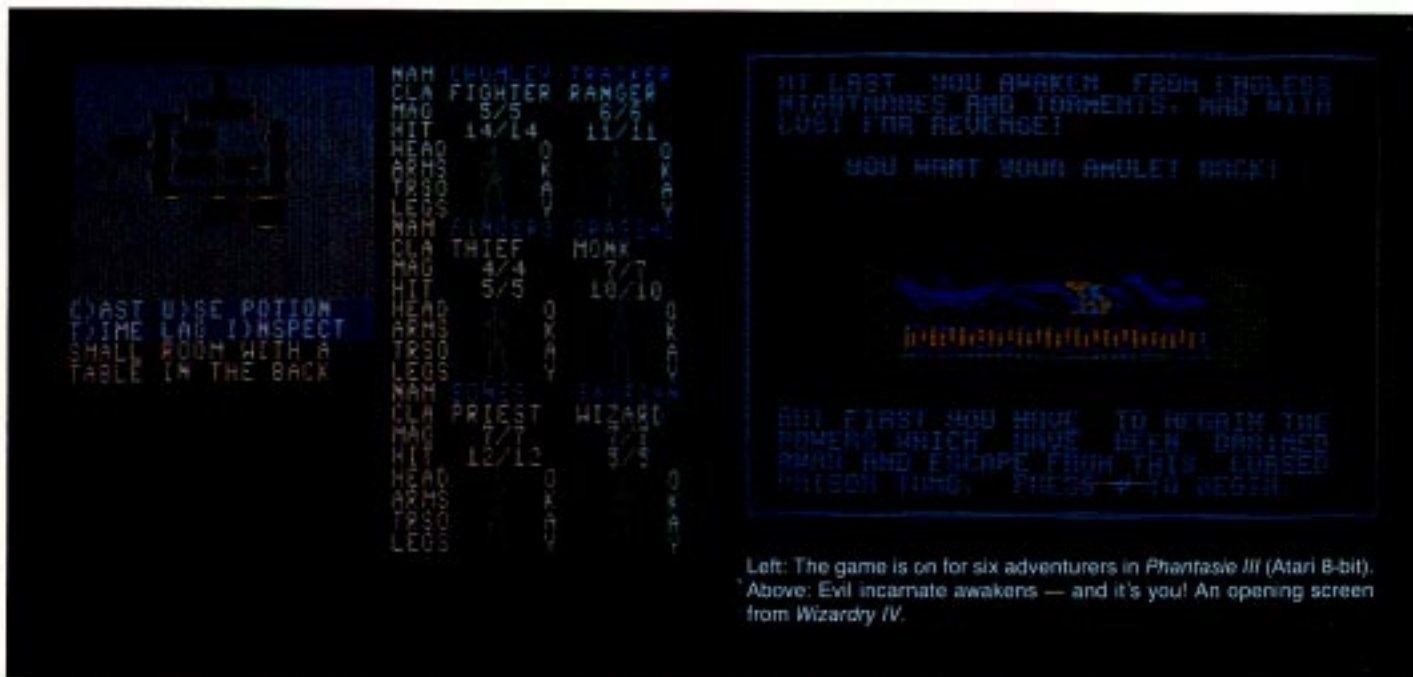 C)AST U)SE POTION
T)IME LAG I)NSPECT
SMALL ROOM WITH A
TABLE IN THE BACK
NAM CRUMLEY TRACKER
CLA FIGHTER RANGER
MAG 5/5 6/6
HIT 14/14 11/11
HEAD O O
ARMS K K
TRSO A A
LEGS Y Y
NAM FINGERS
CLA THIEF MONK
MAG 4/4 7/7
HIT 5/5 10/10
HEAD O O
ARMS K K
TRSO A A
LEGS Y Y
NAM
CLA PRIEST WIZARD
MAG 7/7
HIT 12/12
HEAD O O
ARMS K K
TRSO A A
LEGS Y Y
AT LAST YOU AWAKEN FROM ENDLESS
NIGHTMARES AND TORMENTS, MAD WITH
LUST FOR REVENGE!
YOU WANT YOUR AMULET BACK!
BUT FIRST YOU HAVE TO REGAIN THE
POWERS WHICH HAVE BEEN DRAINED
AWAY AND ESCAPE FROM THIS CURSED
PRISON TOMB. PRESS TO BEGIN.
Left: The game is on for six adventurers in Phantasie III (Atari 8-bit).
Above: Evil incarnate awakens — and it's you! An opening screen
from Wizardry IV.